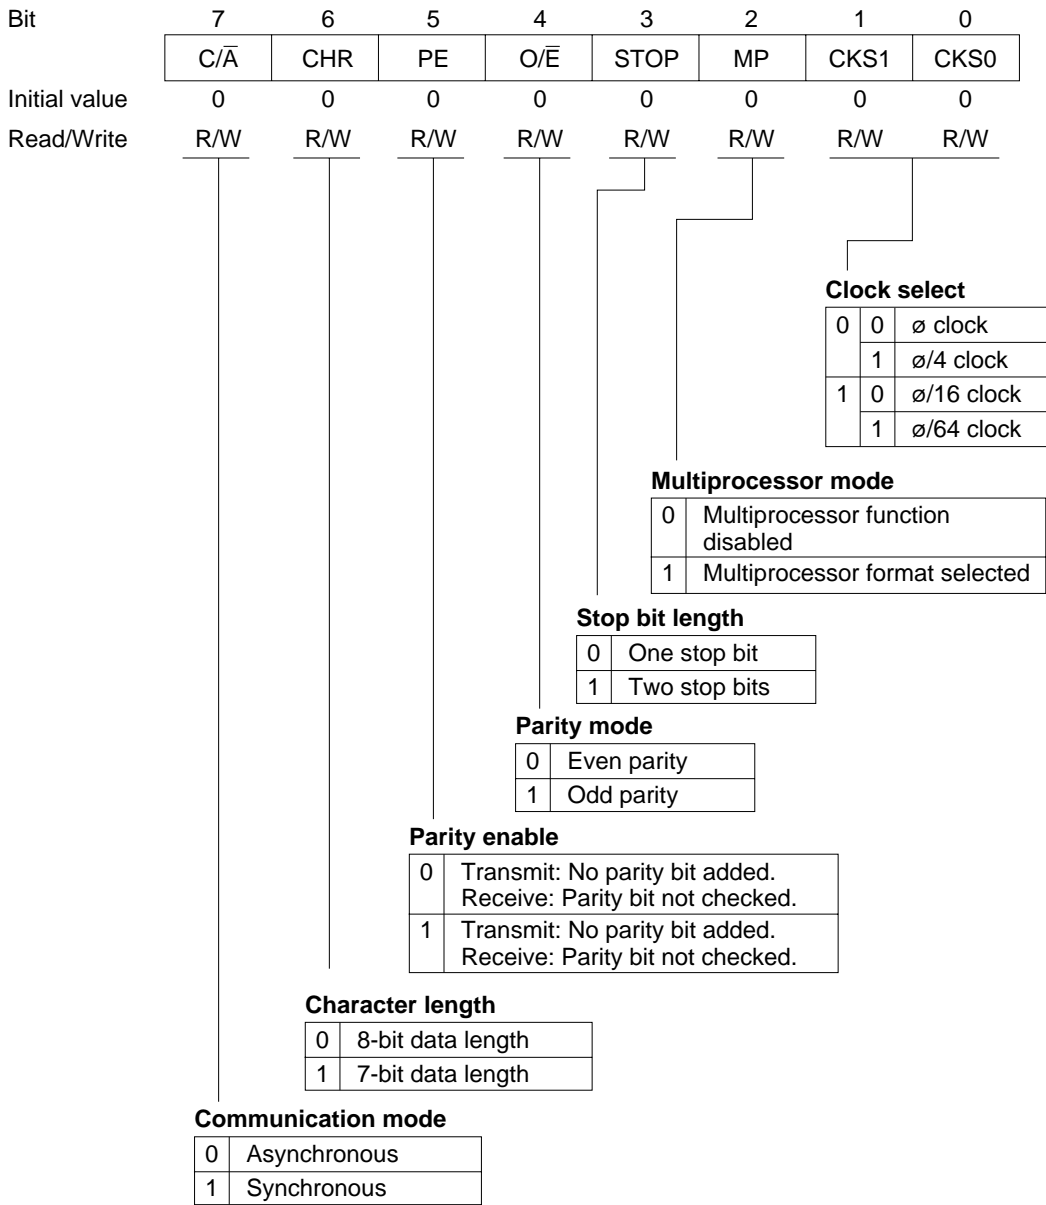 Bit 7 6 5 4 3 2 1 0
C/A̅ CHR PE O/E̅ STOP MP CKS1 CKS0
Initial value 0 0 0 0 0 0 0 0
Read/Write R/W R/W R/W R/W R/W R/W R/W R/W
Clock select
0 0 ø clock
1 ø/4 clock
1 0 ø/16 clock
1 ø/64 clock
Multiprocessor mode
0 Multiprocessor function
disabled
1 Multiprocessor format selected
Stop bit length
0 One stop bit
1 Two stop bits
Parity mode
0 Even parity
1 Odd parity
Parity enable
0 Transmit: No parity bit added.
Receive: Parity bit not checked.
1 Transmit: No parity bit added.
Receive: Parity bit not checked.
Character length
0 8-bit data length
1 7-bit data length
Communication mode
0 Asynchronous
1 Synchronous